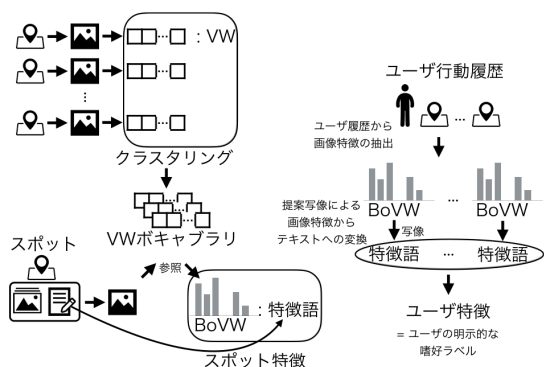 : VW
クラスタリング
VWボキャブラリ
スポット
参照
BoVW
: 特徴語
スポット特徴
ユーザ行動履歴
...
ユーザ履歴から
画像特徴の抽出
提案写像による
画像特徴から
テキストへの変換
BoVW ... BoVW
写像
特徴語 ... 特徴語
ユーザ特徴
= ユーザの明示的な
嗜好ラベル